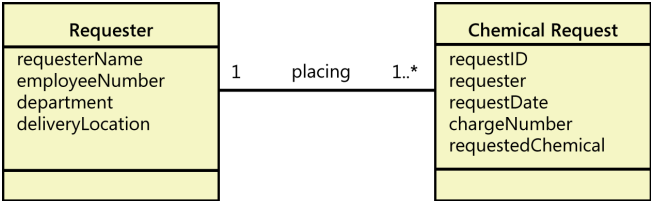 Requester
requesterName
employeeNumber
department
deliveryLocation
1 placing 1..*
Chemical Request
requestID
requester
requestDate
chargeNumber
requestedChemical